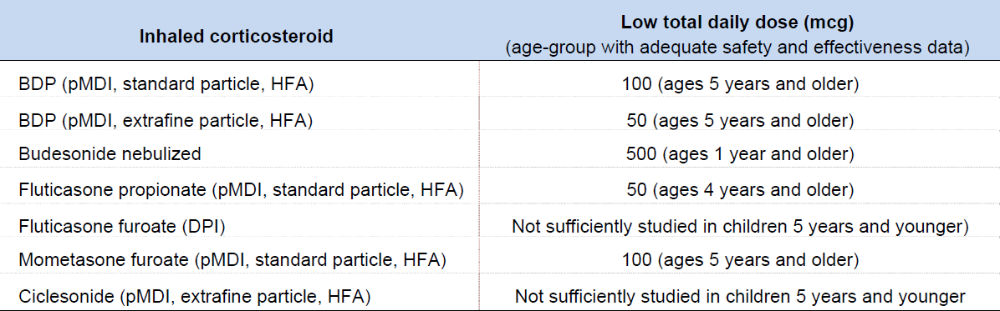 Inhaled corticosteroid
Low total daily dose (mcg)
(age-group with adequate safety and effectiveness data)
BDP (pMDI, standard particle, HFA)
100 (ages 5 years and older)
BDP (pMDI, extrafine particle, HFA)
50 (ages 5 years and older)
Budesonide nebulized
500 (ages 1 year and older)
Fluticasone propionate (pMDI, standard particle, HFA)
50 (ages 4 years and older)
Fluticasone furoate (DPI)
Not sufficiently studied in children 5 years and younger)
Mometasone furoate (pMDI, standard particle, HFA)
100 (ages 5 years and older)
Ciclesonide (pMDI, extrafine particle, HFA)
Not sufficiently studied in children 5 years and younger